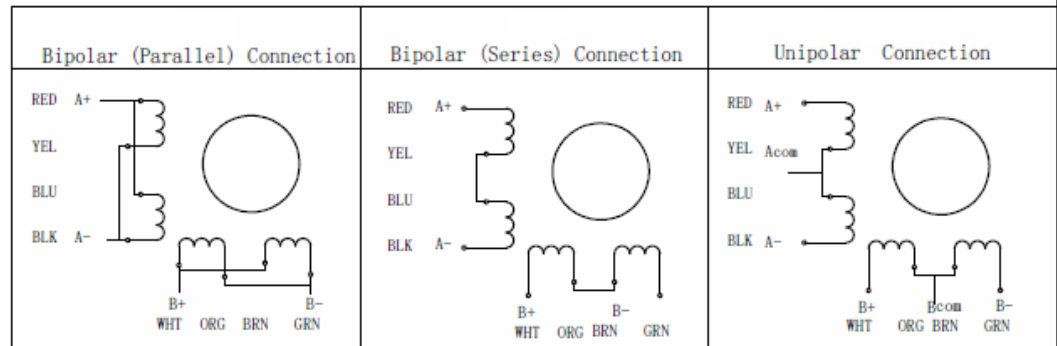 Bipolar (Parallel) Connection
RED A+
YEL
BLU
BLK A-
B+ B-
WHT ORG BRN GRN
Bipolar (Series) Connection
RED A+
YEL
BLU
BLK A-
B+ B-
WHT ORG BRN GRN
Unipolar Connection
RED A+
YEL Acom
BLU
BLK A-
B+ Bcom B-
WHT ORG BRN GRN